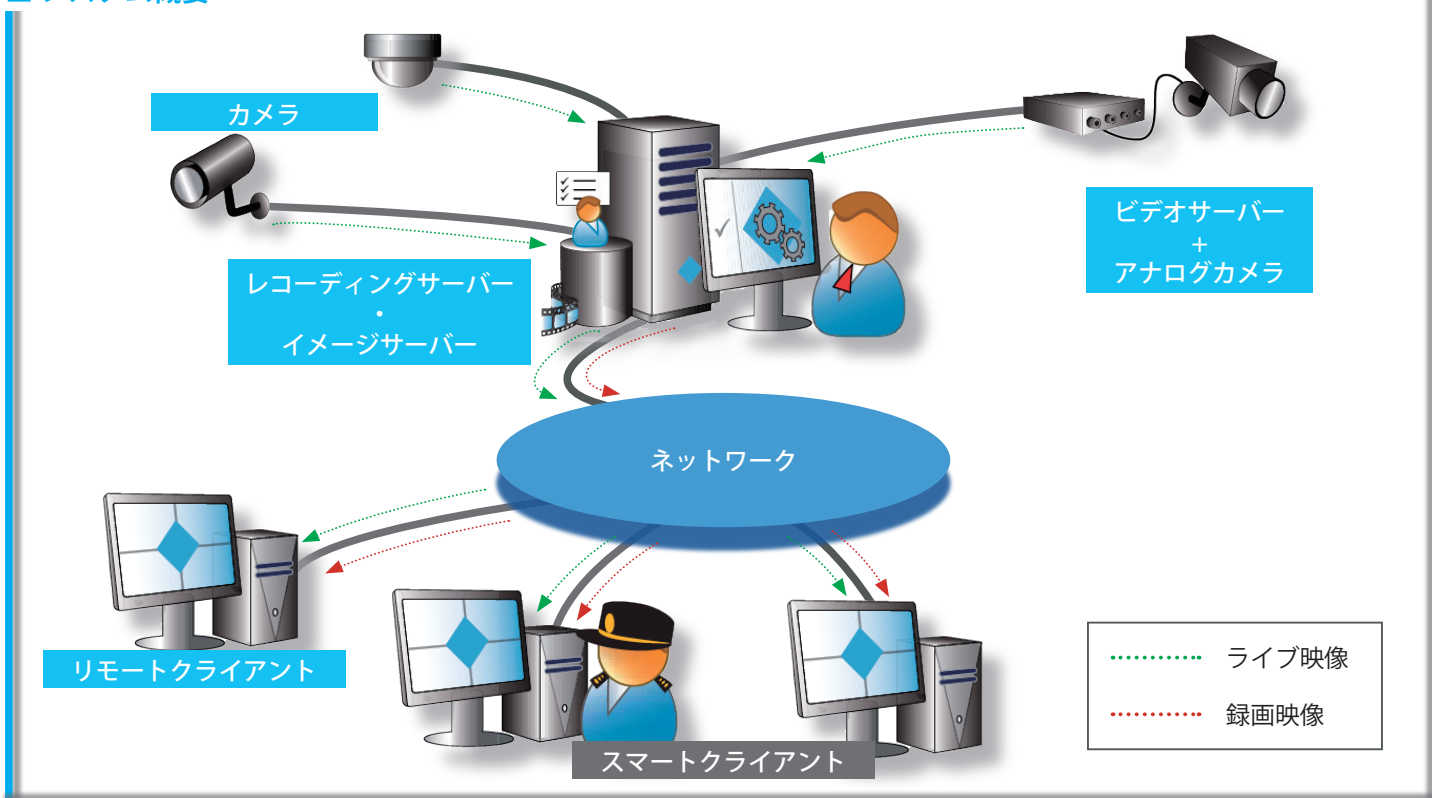 概要
カメラ
ビデオサーバー
+
アナログカメラ
レコーディングサーバー
・
イメージサーバー
ネットワーク
リモートクライアント
スマートクライアント
ライブ映像
録画映像